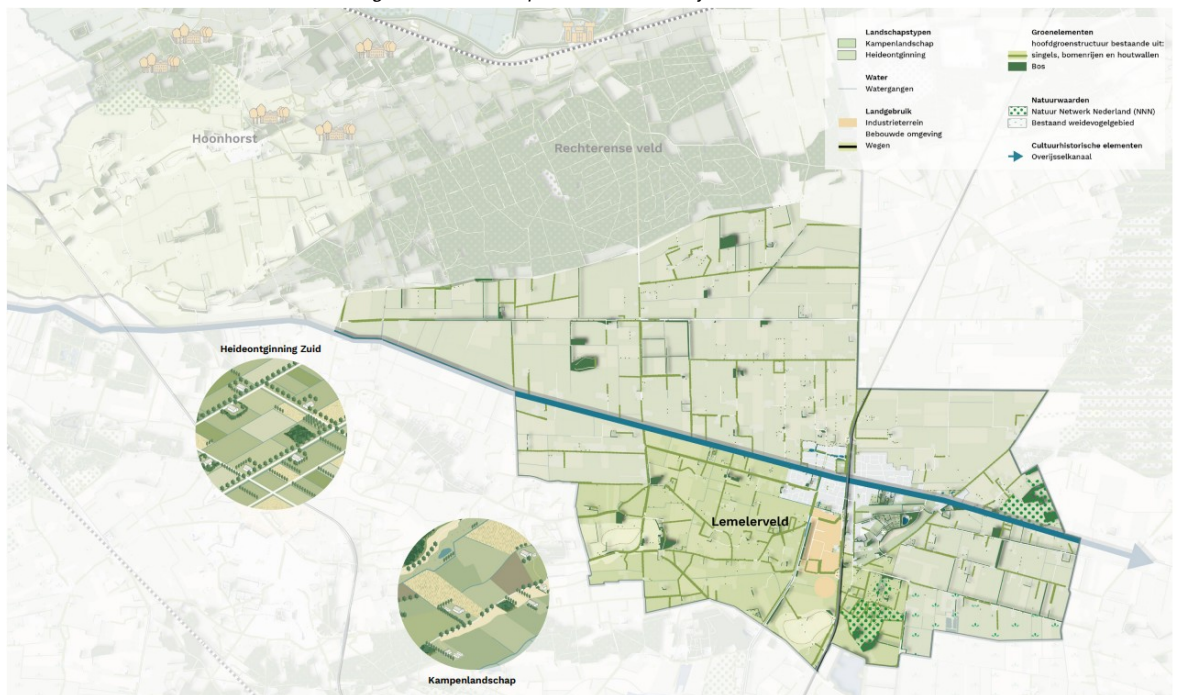 Landschapstypen
Kampenlandschap
Heideontginning
Water
Watergangen
Landgebruik
Industrieterrein
Bebouwde omgeving
Wegen
Groenelementen
hoofdgroenstructuur bestaande uit:
singels, bomenrijen en houtwallen
Bos
Natuurwaarden
Natuur Netwerk Nederland (NNN)
Bestaand weidevogelgebied
Cultuurhistorische elementen
Overijsselkanaal
Hoonhorst
Rechterense veld
Heideontginning Zuid
Lemelerveld
Kampenlandschap